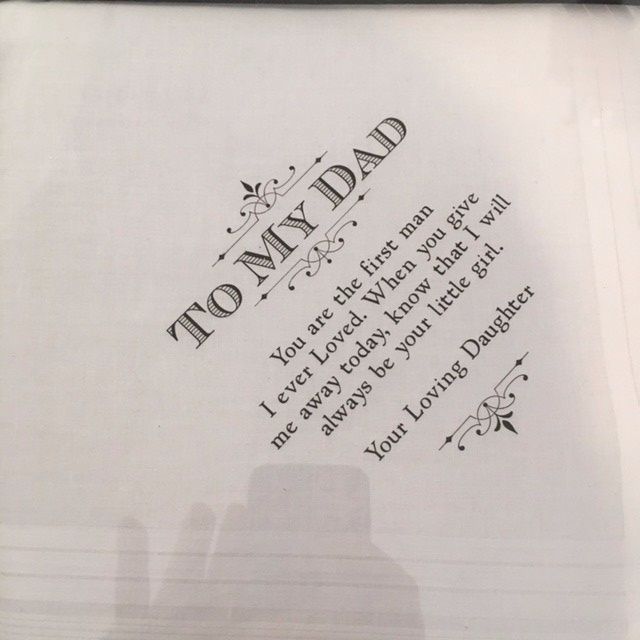 TO MY DAD
You are the first man
I ever Loved. When you give
me away today, know that I will
always be your little girl.
Your Loving Daughter